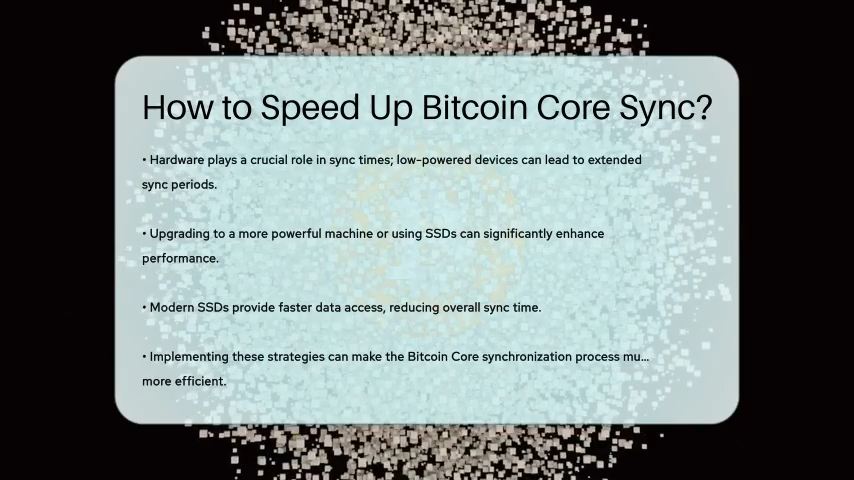 How to Speed Up Bitcoin Core Sync?
• Hardware plays a crucial role in sync times; low-powered devices can lead to extended
sync periods.
• Upgrading to a more powerful machine or using SSDs can significantly enhance
performance.
• Modern SSDs provide faster data access, reducing overall sync time.
• Implementing these strategies can make the Bitcoin Core synchronization process mu...
more efficient.